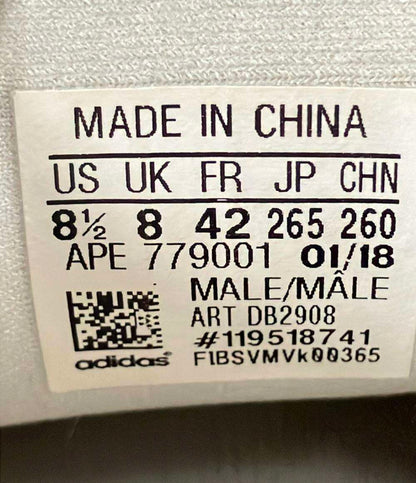 MADE IN CHINA
US UK FR JP CHN
8½ 8 42 265 260
APE 779001 01/18
MALE/MÂLE
ART DB2908
#119518741
adidas® F1BSVMVk00365